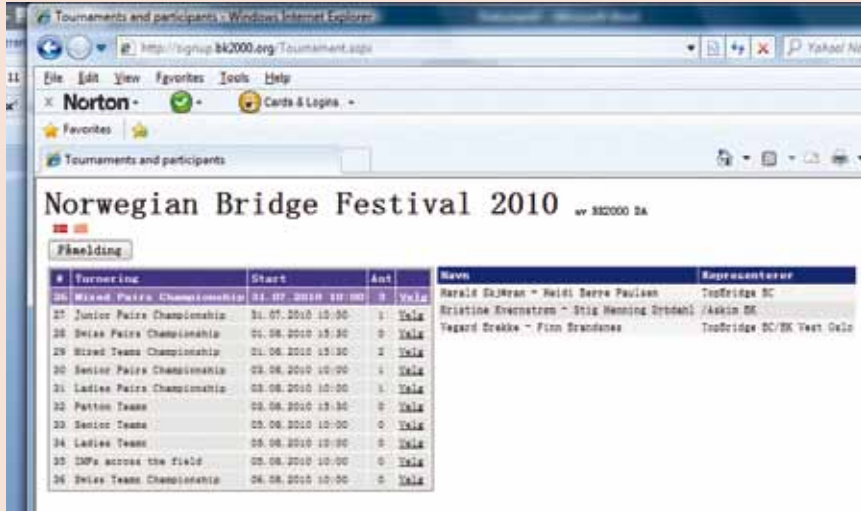 Tournaments and participants - Windows Internet Explorer
http://signup.bk2000.org/Tournament.aspx
Yahoo!
File Edit View Favorites Tools Help
Norton
Cards & Logins
Favorites
Tournaments and participants
Norwegian Bridge Festival 2010 av BK2000 DA
Påmelding
# Turnering Start Ant
26 Mixed Pairs Championship 31.07.2010 10:00 3 Velg
27 Junior Pairs Championship 31.07.2010 10:00 1 Velg
28 Swiss Pairs Championship 01.08.2010 15:30 0 Velg
29 Mixed Teams Championship 01.08.2010 15:30 2 Velg
30 Senior Pairs Championship 03.08.2010 10:00 1 Velg
31 Ladies Pairs Championship 03.08.2010 10:00 1 Velg
32 Patton Teams 03.08.2010 15:30 0 Velg
33 Senior Teams 05.08.2010 10:00 0 Velg
34 Ladies Teams 05.08.2010 10:00 0 Velg
35 IMPs across the field 05.08.2010 10:00 0 Velg
36 Swiss Teams Championship 06.08.2010 10:00 0 Velg
Navn Representerer
Harald Skjæran - Heidi Berre Paulsen TopBridge BC
Kristine Evernstrøm - Stig Henning /Askim BK
Vegard Brekke - Finn Brandsnes TopBridge BC/BK Vest Oslo